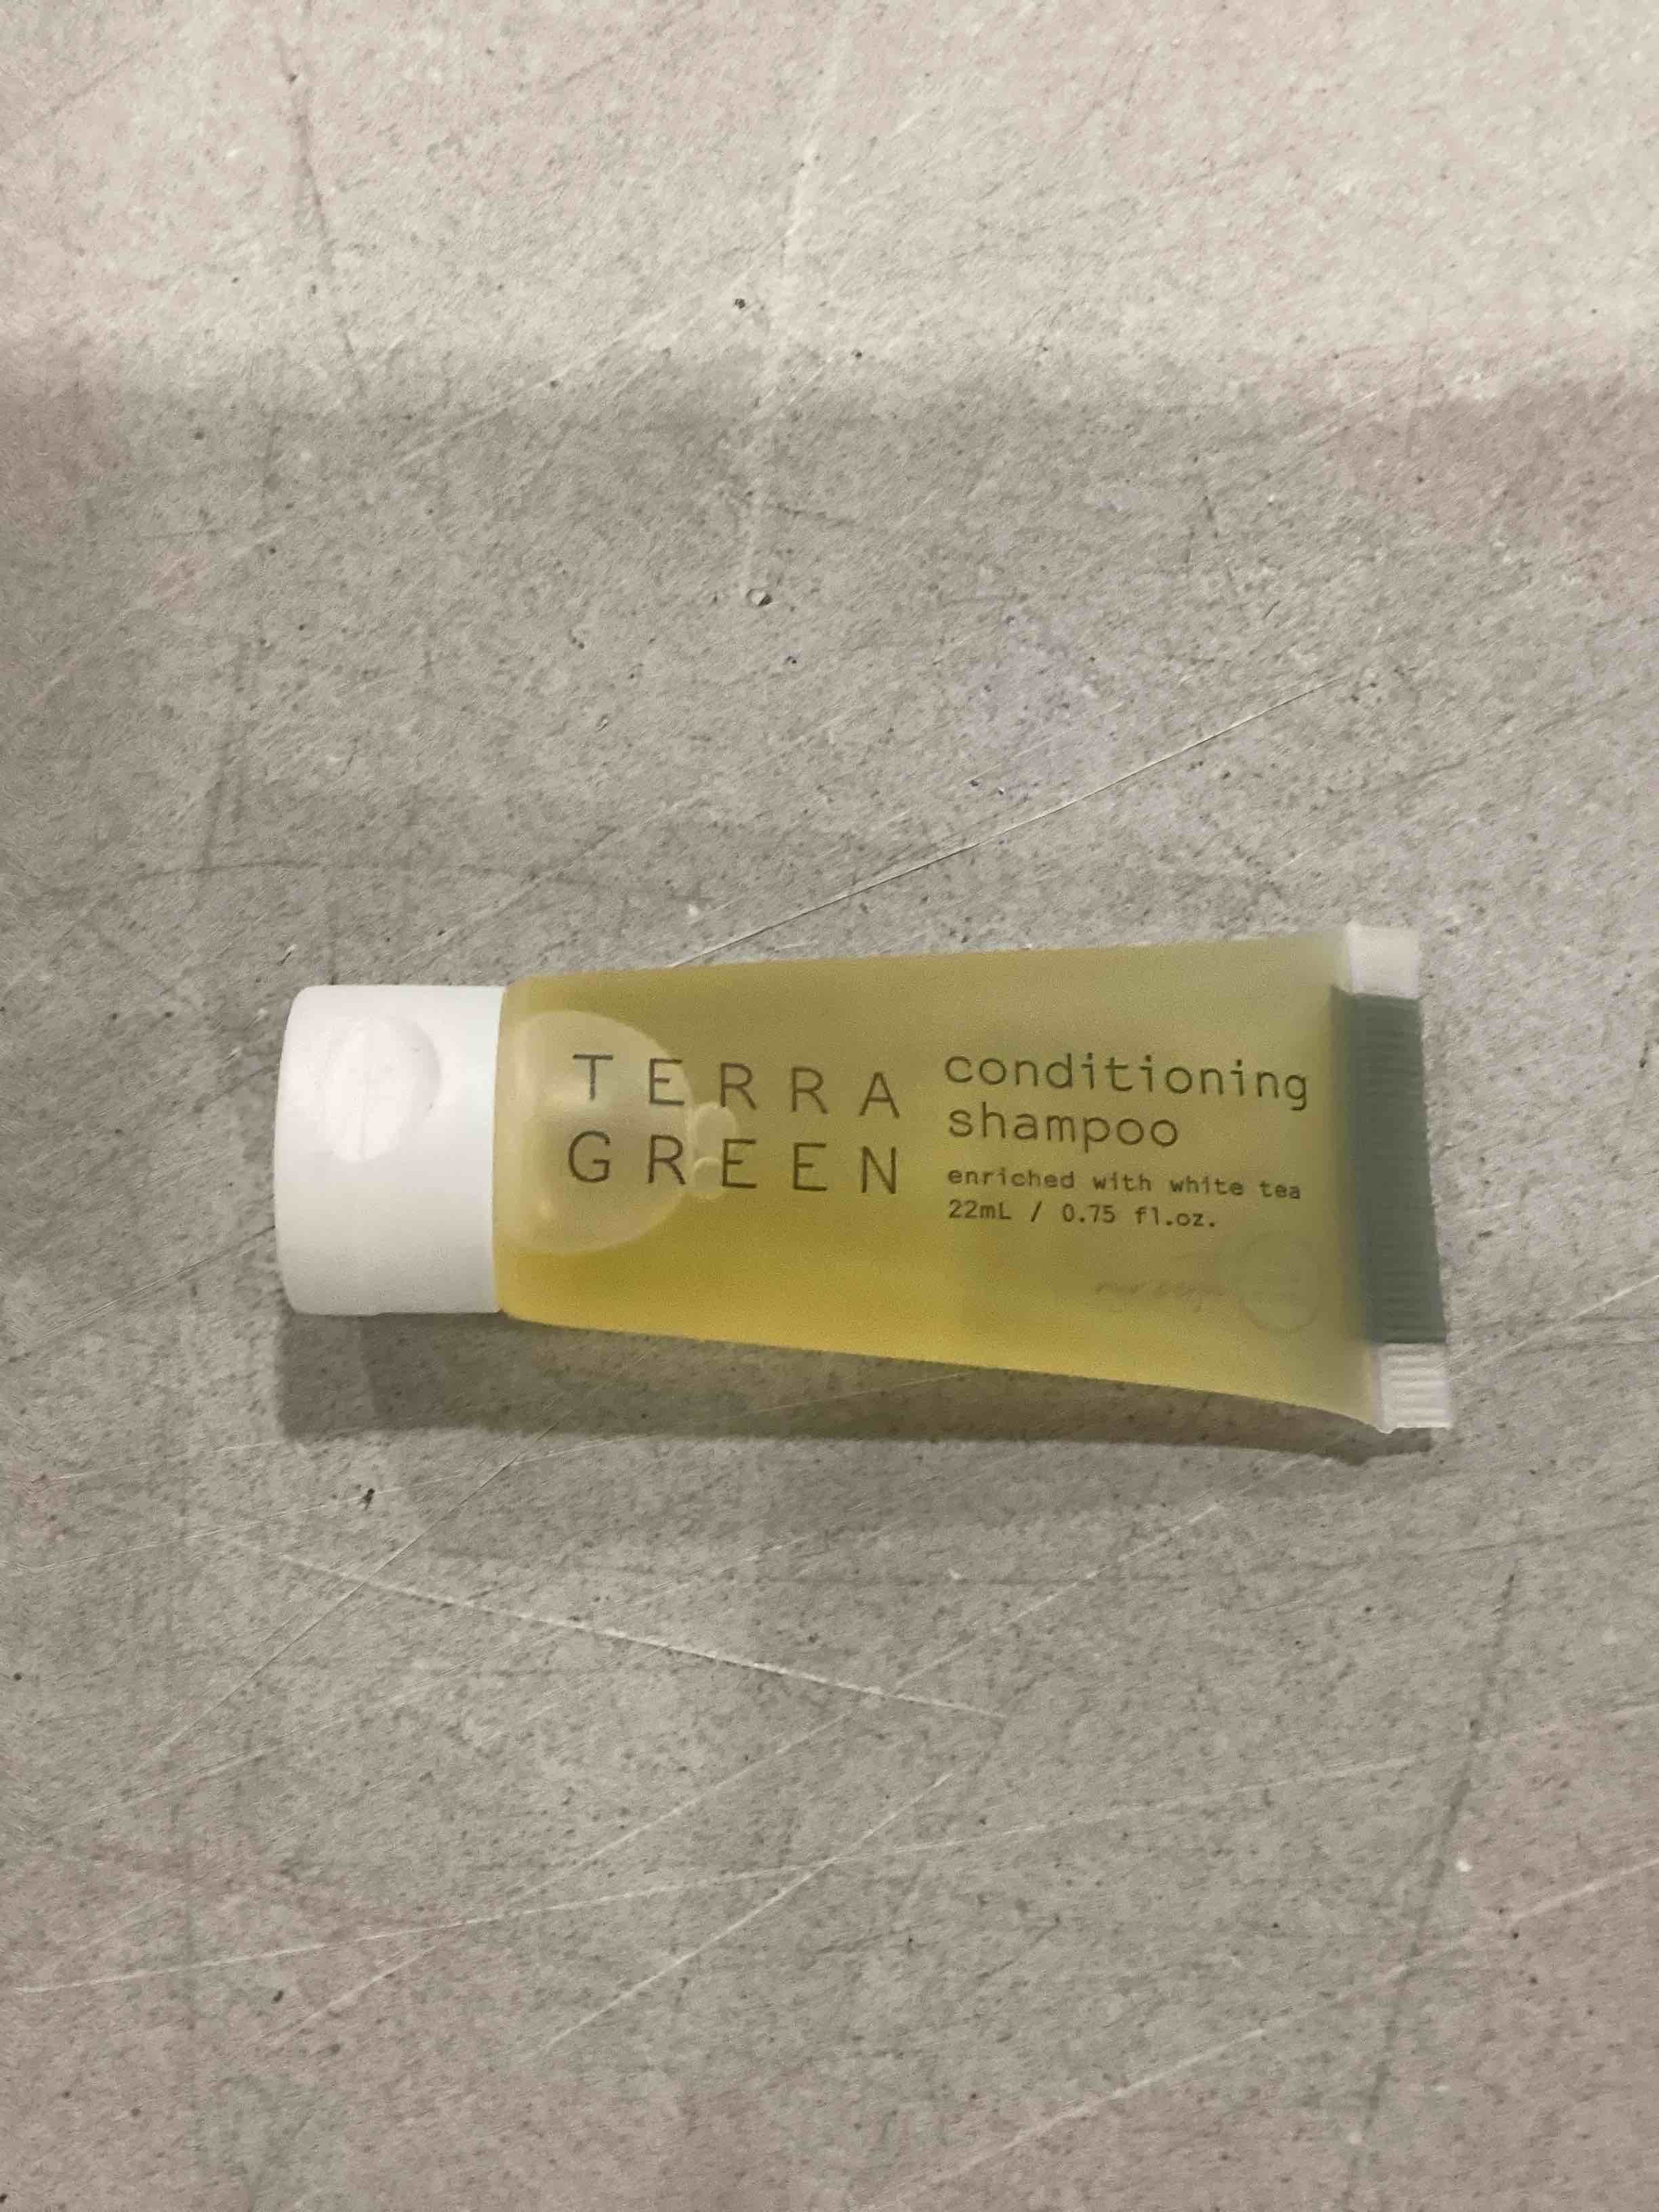 TERRA
GREEN
conditioning
shampoo
enriched with white tea
22mL / 0.75 fl.oz.